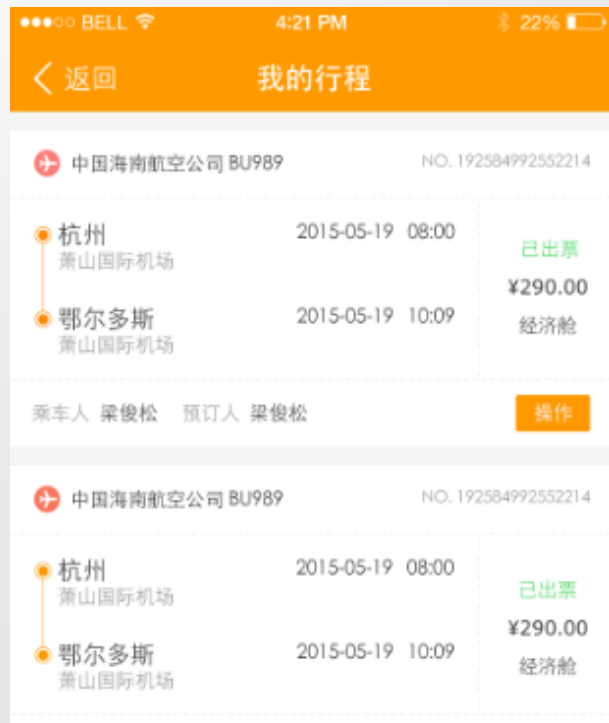 BELL 4:21 PM 22%
返回 我的行程
中国海南航空公司 BU989 NO. 192584992552214
杭州 2015-05-19 08:00
萧山国际机场
已出票
¥290.00
鄂尔多斯 2015-05-19 10:09
经济舱
萧山国际机场
乘车人 梁俊松 预订人 梁俊松 操作
中国海南航空公司 BU989 NO. 192584992552214
杭州 2015-05-19 08:00
萧山国际机场
已出票
¥290.00
鄂尔多斯 2015-05-19 10:09
经济舱
萧山国际机场